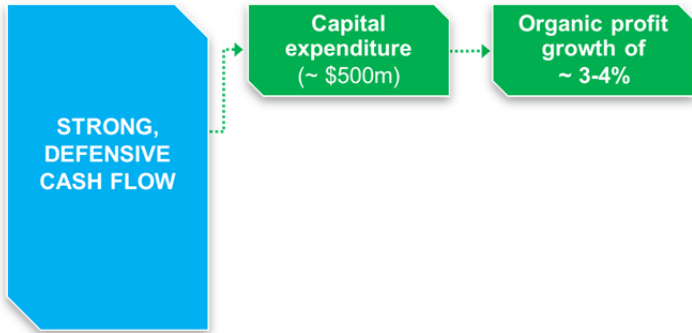 STRONG,
DEFENSIVE
CASH FLOW
Capital
expenditure
(~ $500m)
Organic profit
growth of
~ 3-4%